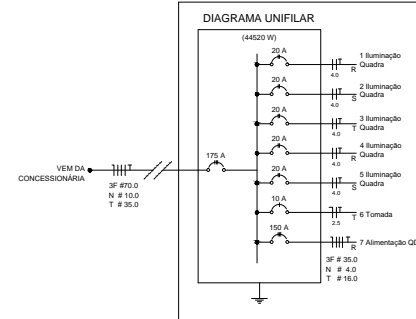 DIAGRAMA UNIFILAR
(44520 W)
20 A
4.0
R
1 Iluminação
Quadra
20 A
4.0
S
2 Iluminação
Quadra
20 A
4.0
T
3 Iluminação
Quadra
20 A
4.0
R
4 Iluminação
Quadra
20 A
4.0
S
5 Iluminação
Quadra
10 A
2.5
T
6 Tomada
150 A
R
7 Alimentação QD
3F # 35.0
N # 4.0
T # 16.0
175 A
VEM DA
CONCESSIONÁRIA
3F #70.0
N # 10.0
T # 35.0